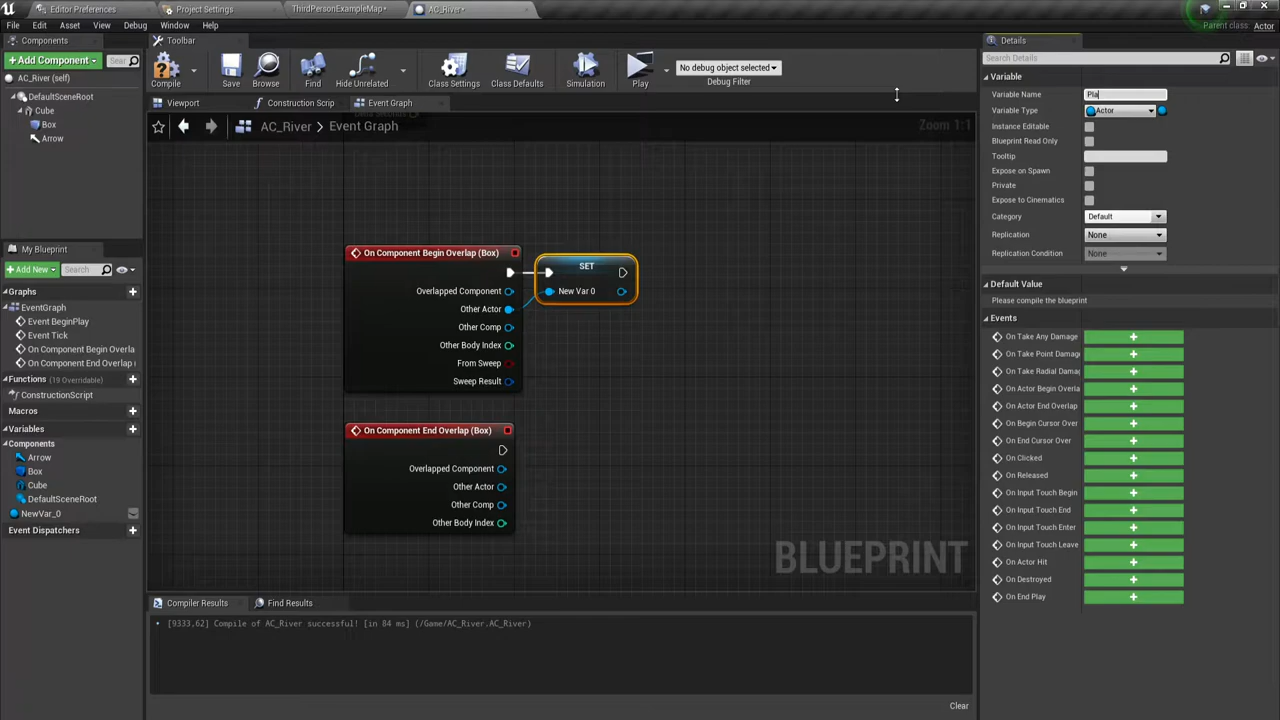 Editor Preferences
Project Settings
ThirdPersonExampleMap•
AC_River•
File Edit Asset View Debug Window Help
Parent class: Actor
Components
+ Add Component
Sear
AC_River (self)
DefaultSceneRoot
Cube
Box
Arrow
My Blueprint
+ Add New
Search
Graphs
EventGraph
Event BeginPlay
Event Tick
On Component Begin Overla
On Component End Overlap
Functions (19 Overridable)
ConstructionScript
Macros
Variables
Components
Arrow
Box
Cube
DefaultSceneRoot
NewVar_0
Event Dispatchers
Toolbar
Compile
Save
Browse
Find
Hide Unrelated
Class Settings
Class Defaults
Simulation
Play
No debug object selected
Debug Filter
Viewport
Construction Scrip
Event Graph
AC_River > Event Graph
Zoom 1:1
On Component Begin Overlap (Box)
Overlapped Component
Other Actor
Other Comp
Other Body Index
From Sweep
Sweep Result
SET
New Var 0
On Component End Overlap (Box)
Overlapped Component
Other Actor
Other Comp
Other Body Index
BLUEPRINT
Compiler Results
Find Results
• [9333.62] Compile of AC_River successful! [in 84 ms] (/Game/AC_River.AC_River)
Clear
Details
Search Details
Variable
Variable Name Pla
Variable Type Actor
Instance Editable
Blueprint Read Only
Tooltip
Expose on Spawn
Private
Expose to Cinematics
Category Default
Replication None
Replication Condition None
Default Value
Please compile the blueprint
Events
On Take Any Damage
On Take Point Damag
On Take Radial Damag
On Actor Begin Overla
On Actor End Overlap
On Begin Cursor Over
On End Cursor Over
On Clicked
On Released
On Input Touch Begin
On Input Touch End
On Input Touch Enter
On Input Touch Leave
On Actor Hit
On Destroyed
On End Play